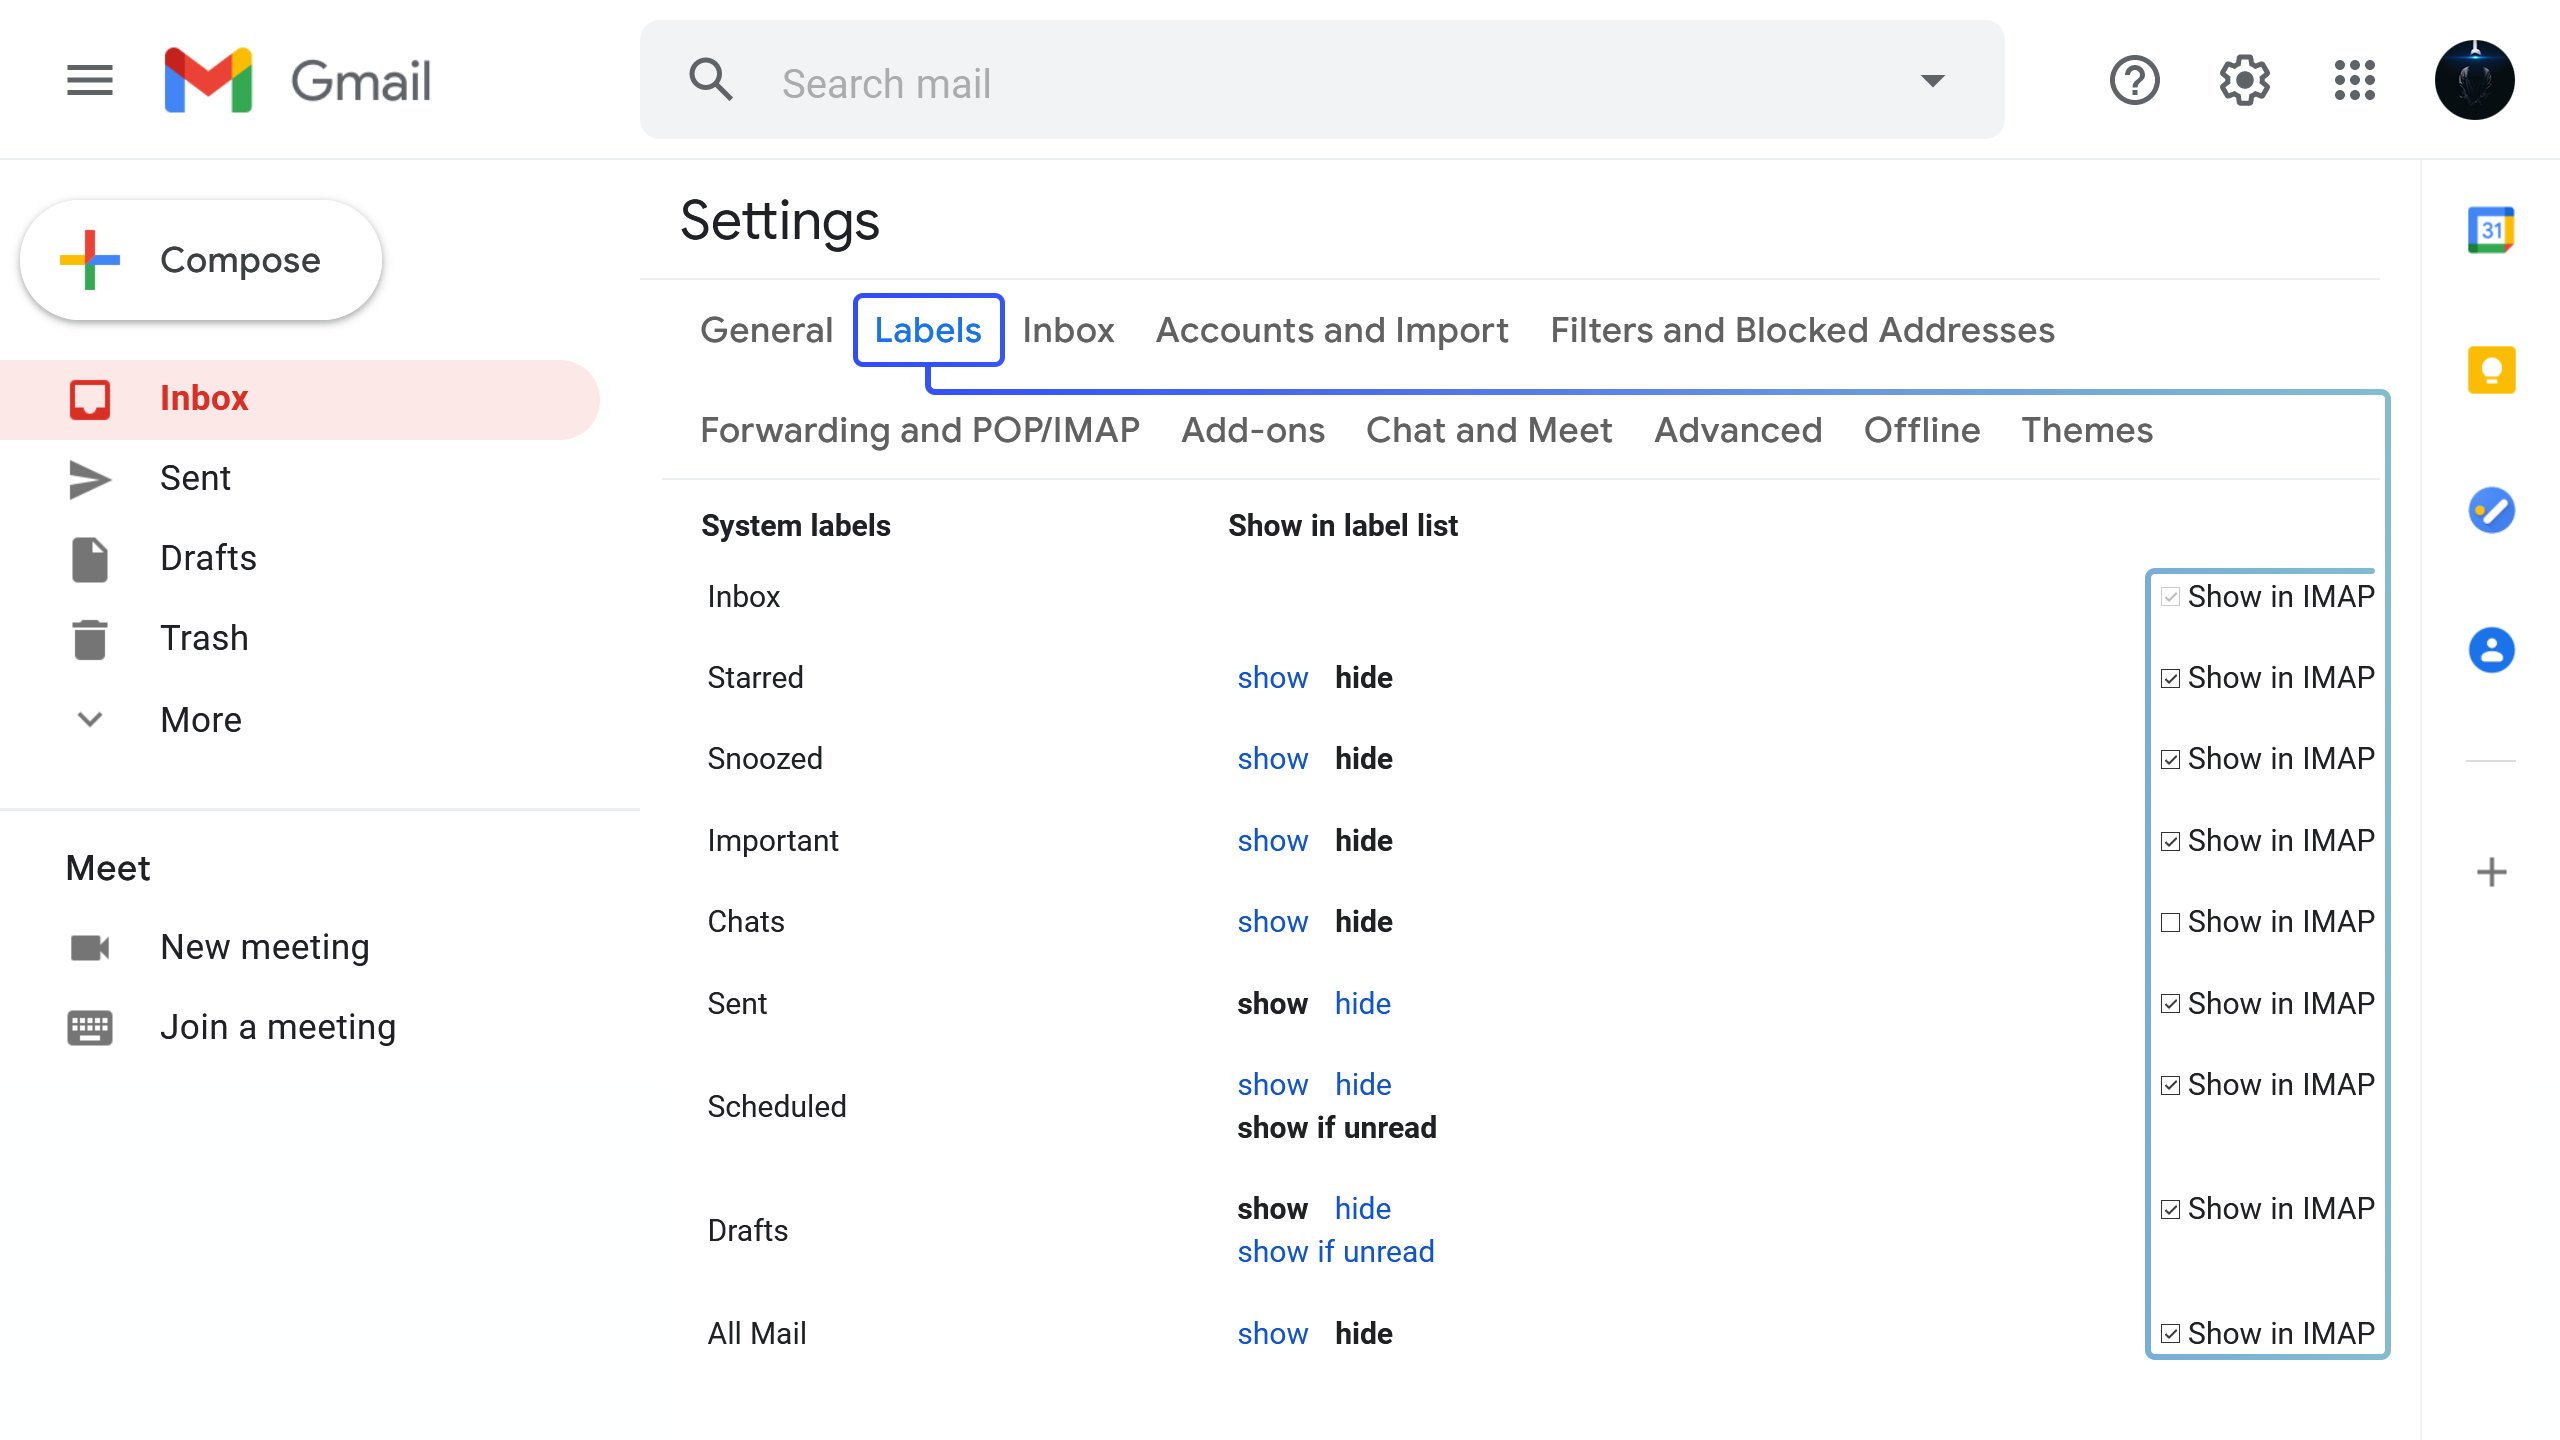 Gmail
Search mail
Compose
Inbox
Sent
Drafts
Trash
More
Meet
New meeting
Join a meeting
Settings
General Labels Inbox Accounts and Import Filters and Blocked Addresses
Forwarding and POP/IMAP Add-ons Chat and Meet Advanced Offline Themes
System labels Show in label list
Inbox Show in IMAP
Starred show hide Show in IMAP
Snoozed show hide Show in IMAP
Important show hide Show in IMAP
Chats show hide Show in IMAP
Sent show hide Show in IMAP
Scheduled show hide Show in IMAP
show if unread
Drafts show hide Show in IMAP
show if unread
All Mail show hide Show in IMAP
31